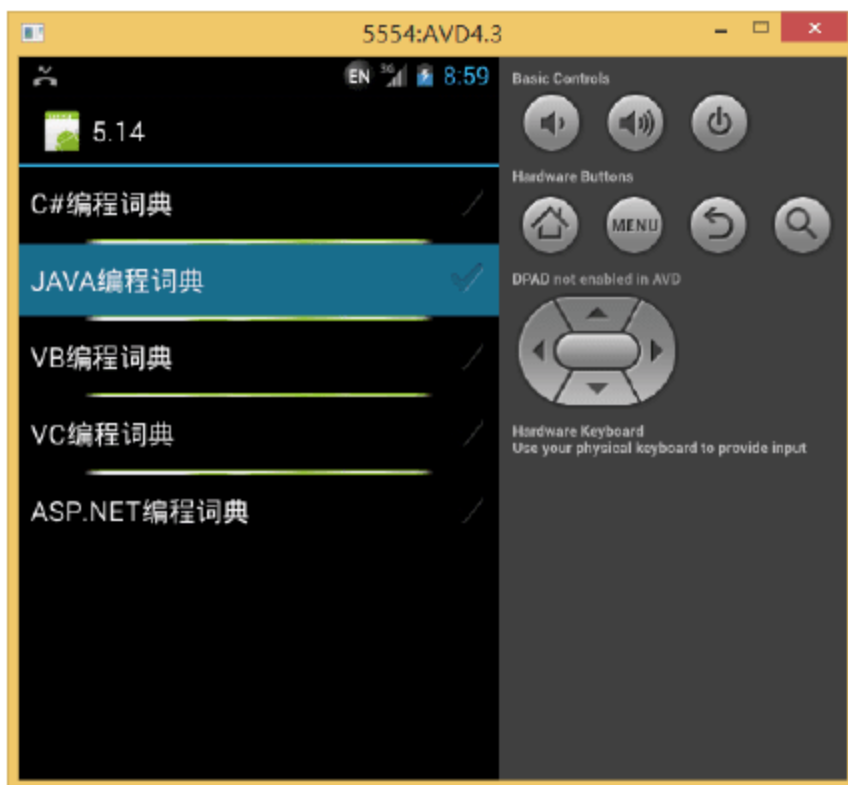 5554:AVD4.3
EN 3G 8:59
5.14
C#编程词典
JAVA编程词典
VB编程词典
VC编程词典
ASP.NET编程词典
Basic Controls
Hardware Buttons
MENU
DPAD not enabled in AVD
Hardware Keyboard
Use your physical keyboard to provide input